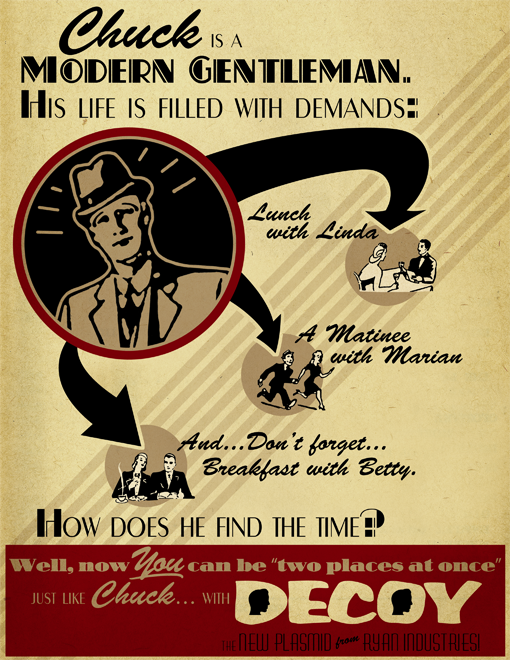 Chuck IS A
MODERN GENTLEMAN..
HIS LIFE IS FILLED WITH DEMANDS:
Lunch
with Linda
A Matinee
with Marian
And...Don't forget...
Breakfast with Betty.
HOW DOES HE FIND THE TIME?
Well, now You can be "two places at once"
JUST LIKE Chuck... WITH DECOY
THE NEW PLASMID from RYAN INDUSTRIES!